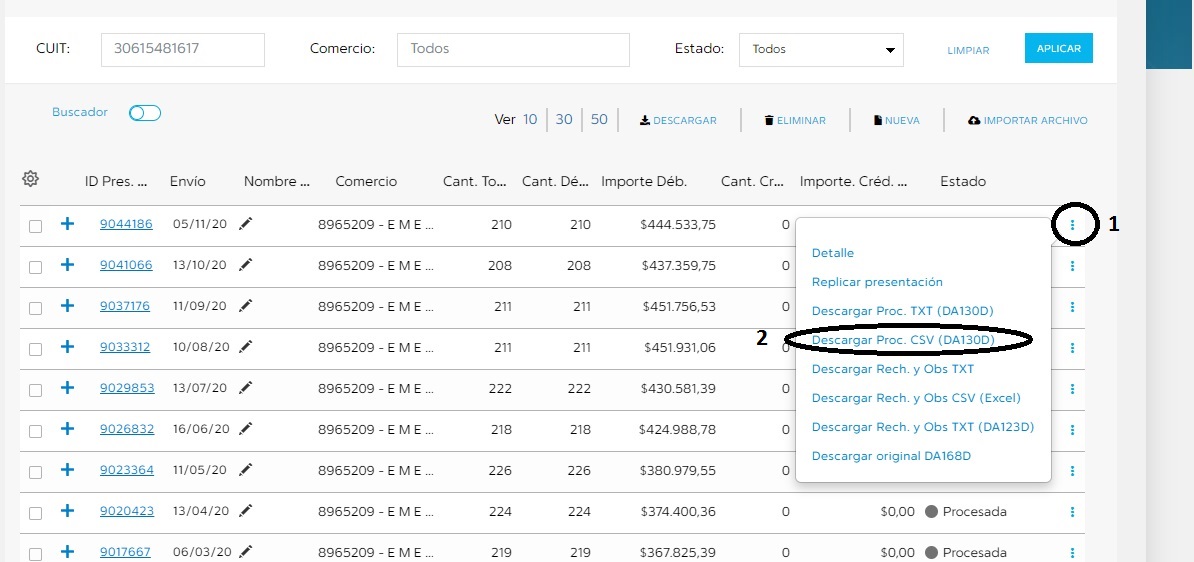 CUIT: 30615481617 Comercio: Todos Estado: Todos LIMPIAR APLICAR
Buscador Ver 10 30 50 DESCARGAR ELIMINAR NUEVA IMPORTAR ARCHIVO
ID Pres. ... Envío Nombre ... Comercio Cant. To... Cant. Dé... Importe Déb. Cant. Cr... Importe. Créd. ... Estado
9044186 05/11/20 8965209 - E M E ... 210 210 $444.533,75 0 1
Detalle
9041066 13/10/20 8965209 - E M E ... 208 208 $437.359,75 0
Replicar presentación
9037176 11/09/20 8965209 - E M E ... 211 211 $451.756,53 0
Descargar Proc. TXT (DA130D)
2 Descargar Proc. CSV (DA130D)
9033312 10/08/20 8965209 - E M E ... 211 211 $451.931,06 0
Descargar Rech. y Obs TXT
9029853 13/07/20 8965209 - E M E ... 222 222 $430.581,39 0
Descargar Rech. y Obs CSV (Excel)
9026832 16/06/20 8965209 - E M E ... 218 218 $424.988,78 0
Descargar Rech. y Obs TXT (DA123D)
Descargar original DA168D
9023364 11/05/20 8965209 - E M E ... 226 226 $380.979,55 0
9020423 13/04/20 8965209 - E M E ... 224 224 $374.400,36 0 $0,00 Procesada
9017667 06/03/20 8965209 - E M E ... 219 219 $367.825,39 0 $0,00 Procesada